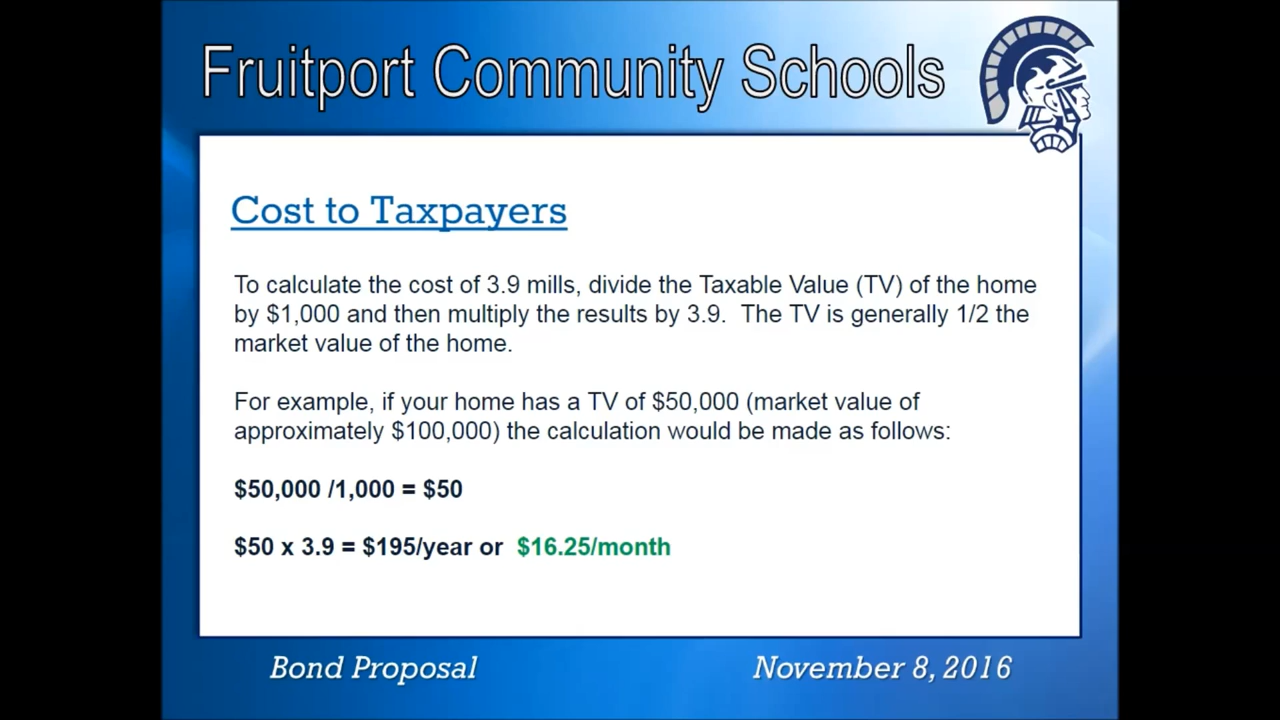 Fruitport Community Schools
Cost to Taxpayers
To calculate the cost of 3.9 mills, divide the Taxable Value (TV) of the home
by $1,000 and then multiply the results by 3.9.  The TV is generally 1/2 the
market value of the home.
For example, if your home has a TV of $50,000 (market value of
approximately $100,000) the calculation would be made as follows:
$50,000 /1,000 = $50
$50 x 3.9 = $195/year or  $16.25/month
Bond Proposal
November 8, 2016